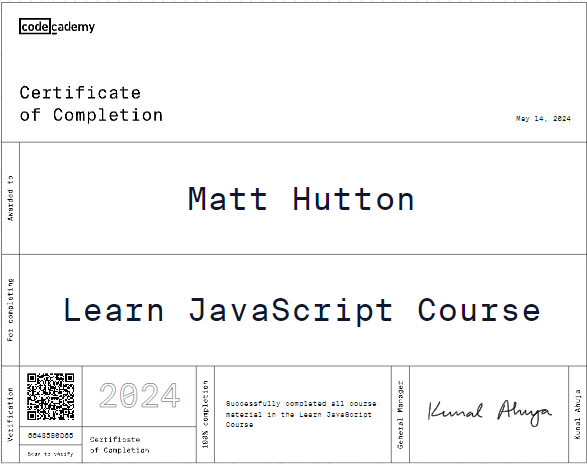 codecademy
Certificate
of Completion
May 14, 2024
Awarded to
Matt Hutton
For completing
Learn JavaScript Course
Verification
Scan to verify
2024
Certificate
of Completion
100% completion
Successfully completed all course
material in the Learn JavaScript
Course
General Manager
Kunal Ahuja
Kunal Ahuja